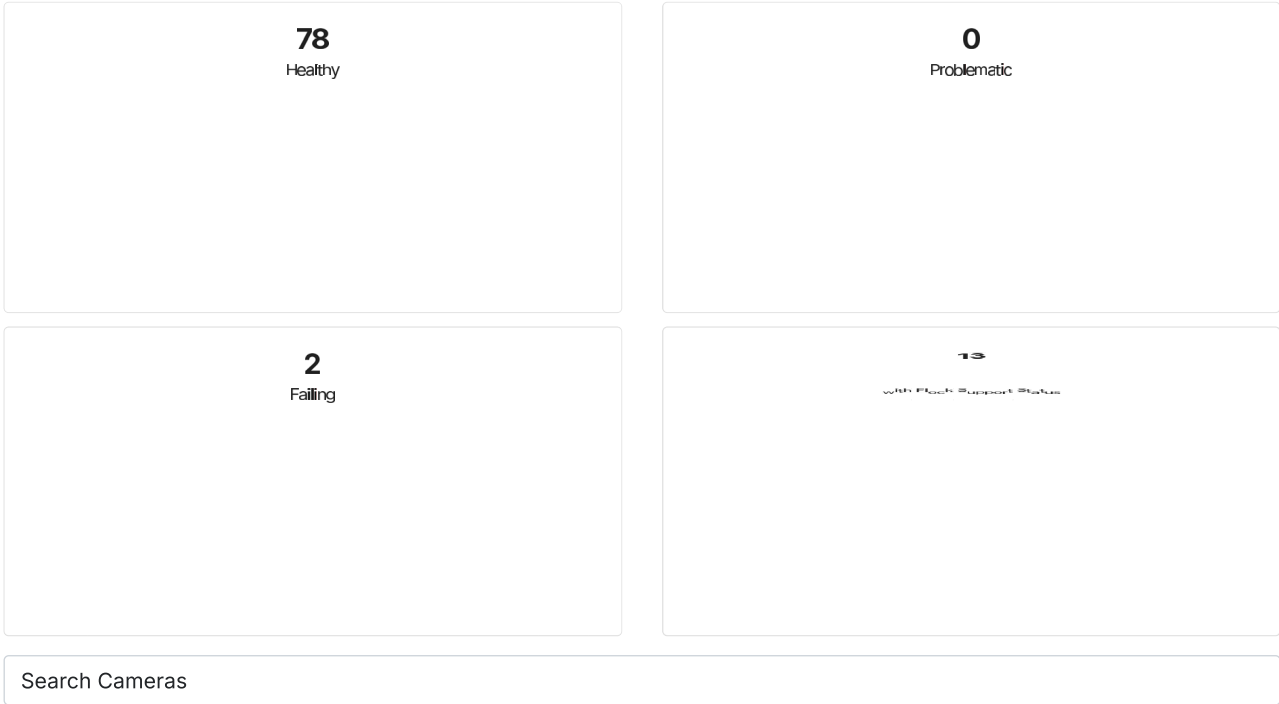 78
Healthy
0
Problematic
2
Failing
13
with Flock Support Status
Search Cameras